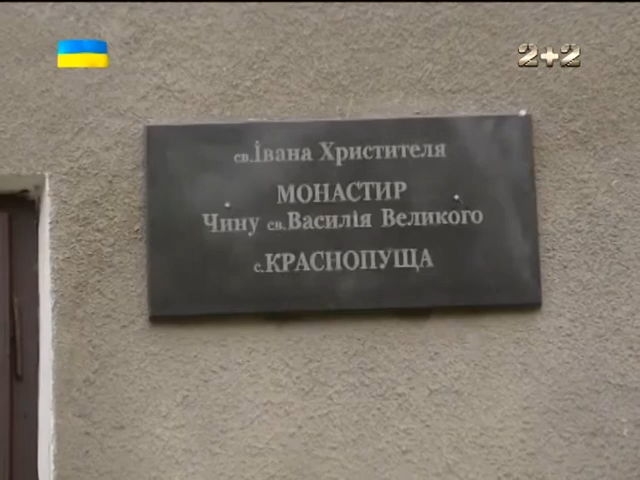 2+2
св. Івана Христителя
МОНАСТИР
Чину св. Василія Великого
с. КРАСНОПУЩА